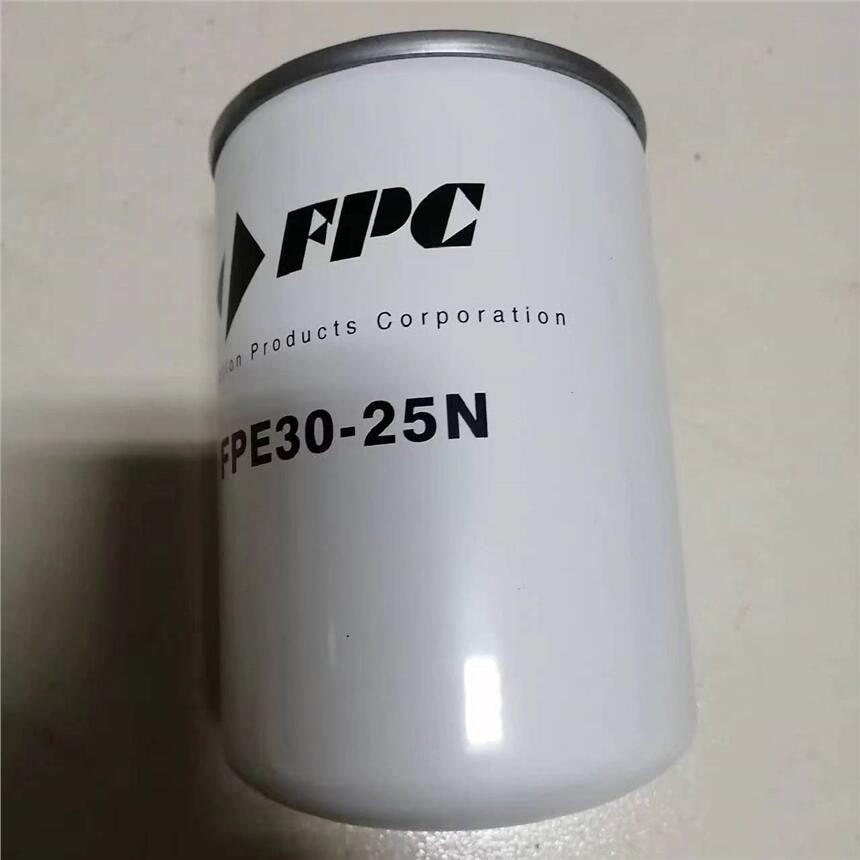 FPC
Products Corporation
FPE30-25N